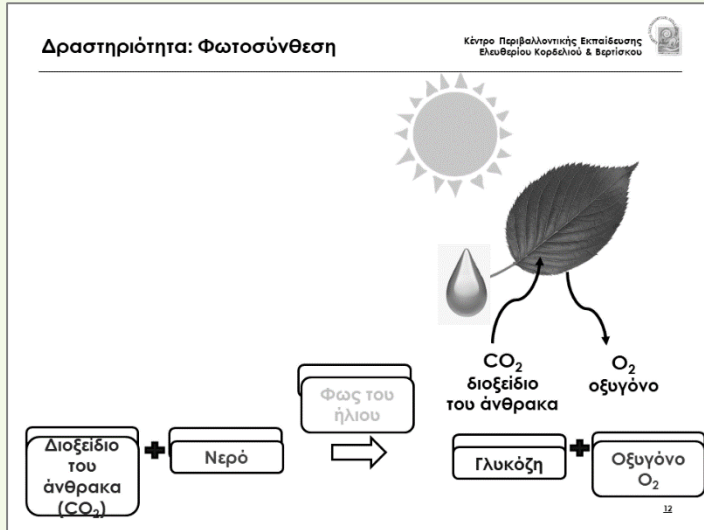 Δραστηριότητα: Φωτοσύνθεση
Κέντρο Περιβαλλοντικής Εκπαίδευσης
Ελευθερίου Κορδελιού & Βερτίσκου
CO₂
διοξείδιο
του άνθρακα
O₂
οξυγόνο
Φως του
ήλιου
Διοξείδιο
του
άνθρακα
(CO₂)
Νερό
Γλυκόζη
Οξυγόνο
O₂
12